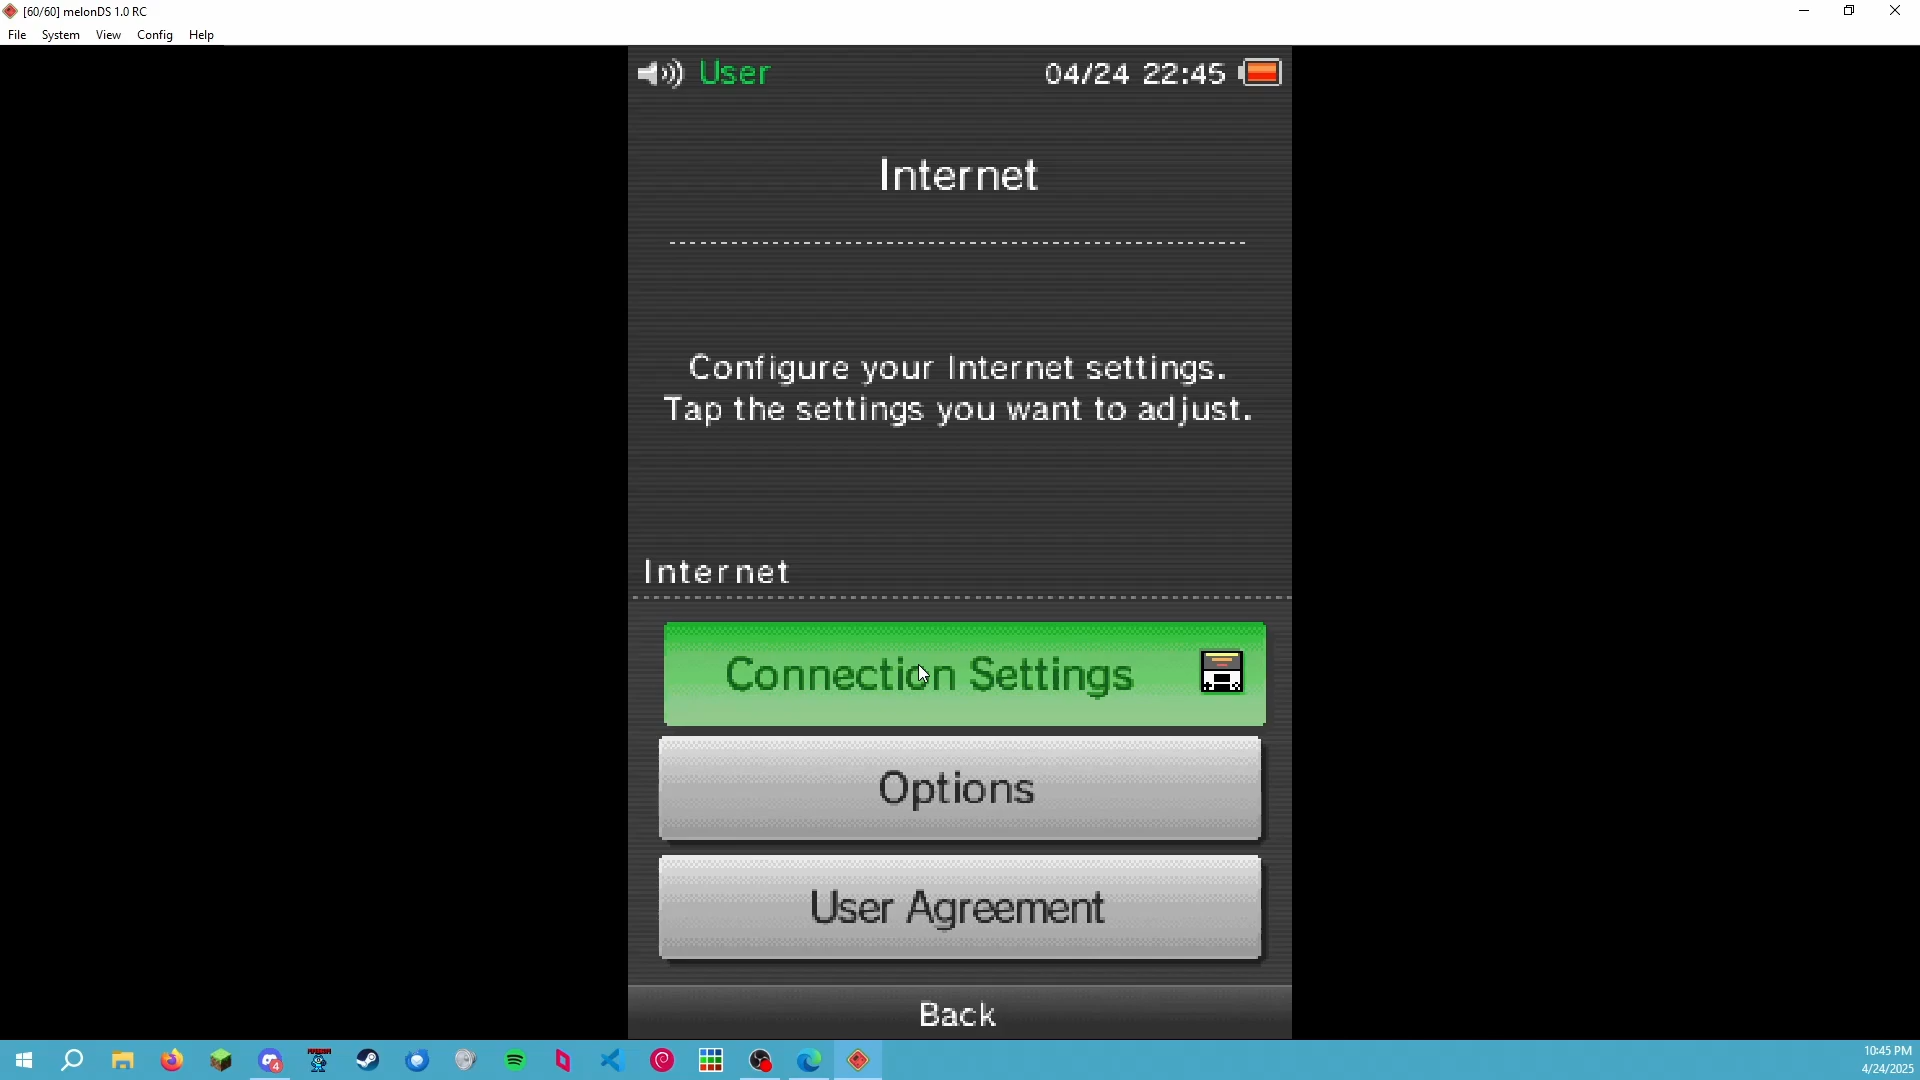 [60/60] melonDS 1.0 RC
File System View Config Help
User 04/24 22:45
Internet
Configure your Internet settings.
Tap the settings you want to adjust.
Internet
Connection Settings
Options
User Agreement
Back
4
10:45 PM
4/24/2025